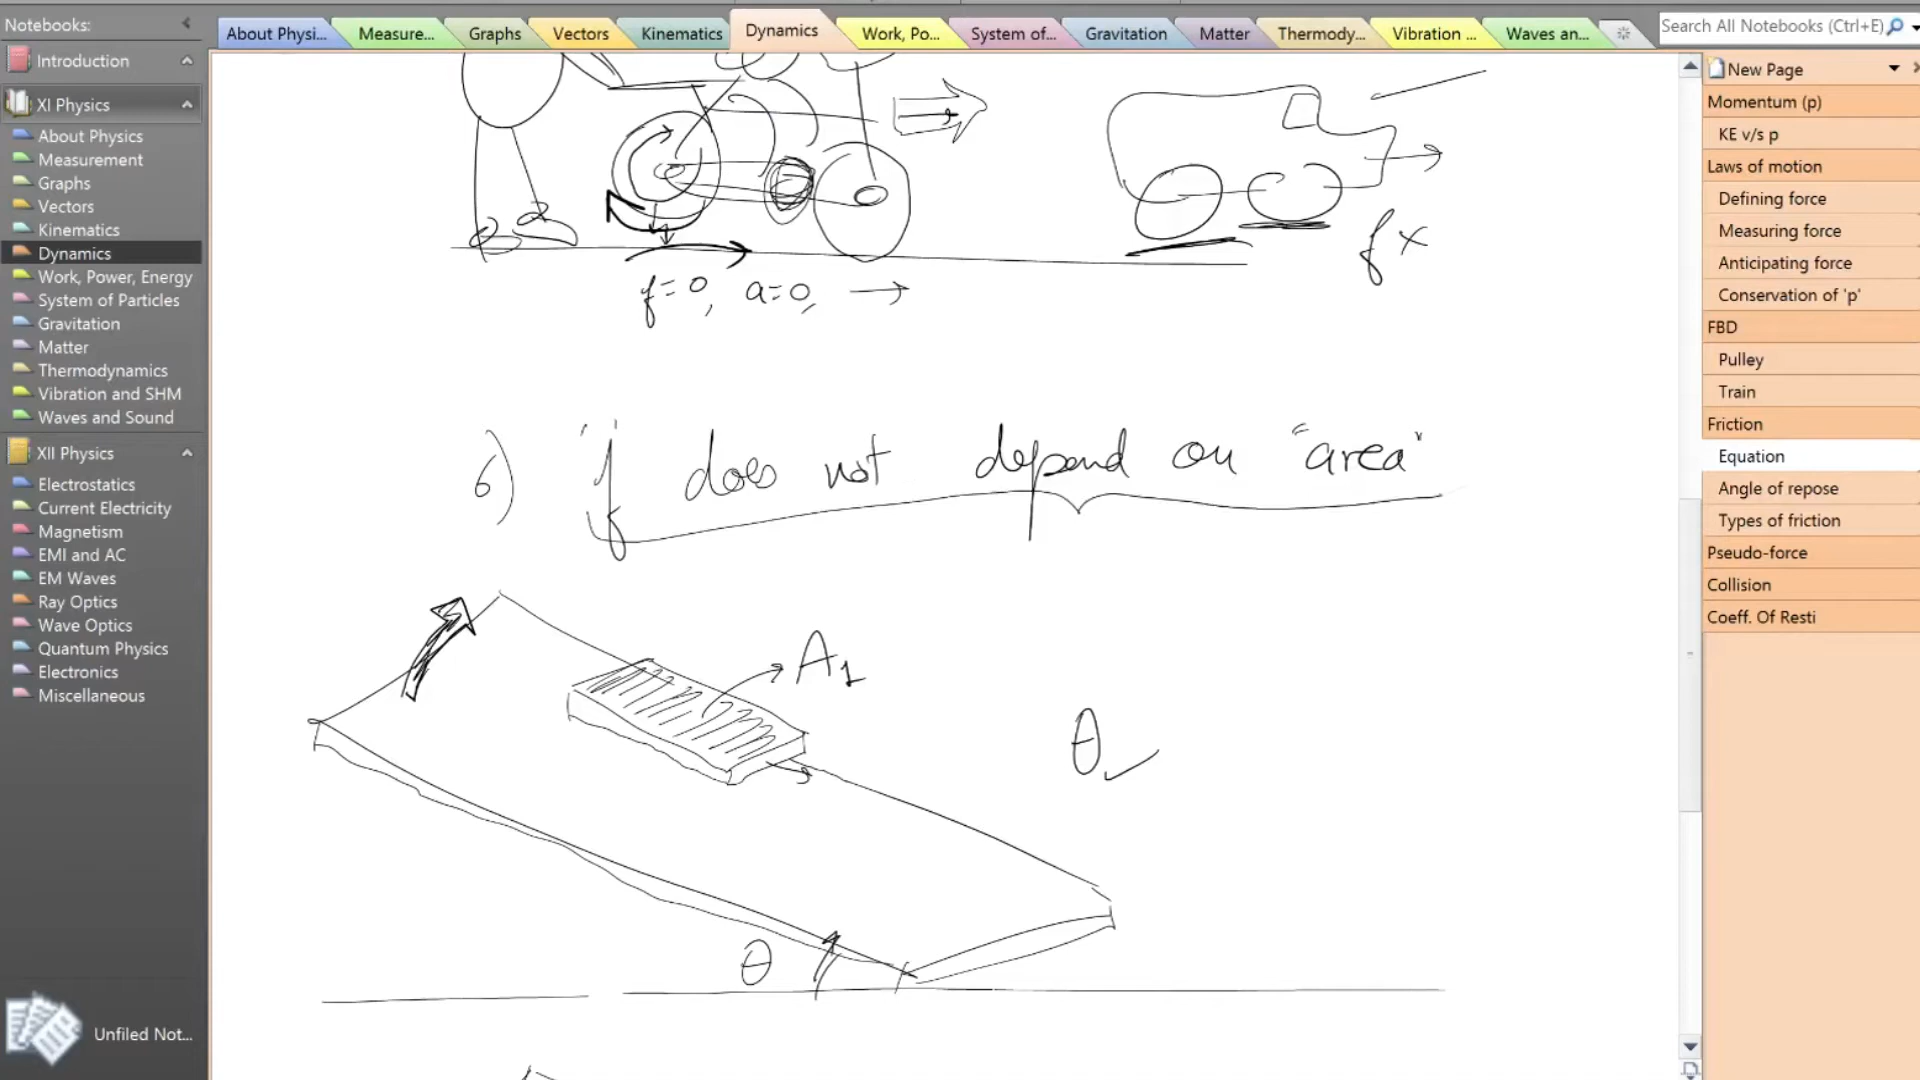 Notebooks:
Introduction
XI Physics
About Physics
Measurement
Graphs
Vectors
Kinematics
Dynamics
Work, Power, Energy
System of Particles
Gravitation
Matter
Thermodynamics
Vibration and SHM
Waves and Sound
XII Physics
Electrostatics
Current Electricity
Magnetism
EMI and AC
EM Waves
Ray Optics
Wave Optics
Quantum Physics
Electronics
Miscellaneous
Unfiled Not...
About Physi... Measure... Graphs Vectors Kinematics Dynamics Work, Po... System of... Gravitation Matter Thermody... Vibration ... Waves an...
Search All Notebooks (Ctrl+E)
f x
f=0, a=0,
6) f does not depend on "area"
A1
θ
θ
New Page
Momentum (p)
KE v/s p
Laws of motion
Defining force
Measuring force
Anticipating force
Conservation of 'p'
FBD
Pulley
Train
Friction
Equation
Angle of repose
Types of friction
Pseudo-force
Collision
Coeff. Of Resti